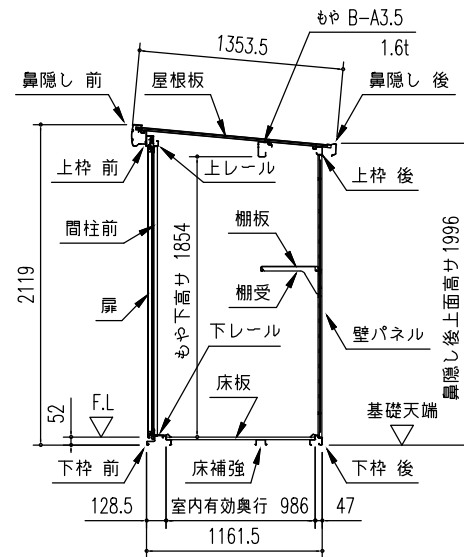 もや B-A3.5
1353.5
1.6t
鼻隠し 前
屋根板
鼻隠し 後
上枠 前
上レール
上枠 後
間柱前
もや下高サ 1854
棚板
2119
棚受
鼻隠し後上面高サ1996
扉
下レール
壁パネル
52
F.L
床板
基礎天端
下枠 前
床補強
下枠 後
128.5
室内有効奥行 986
47
1161.5